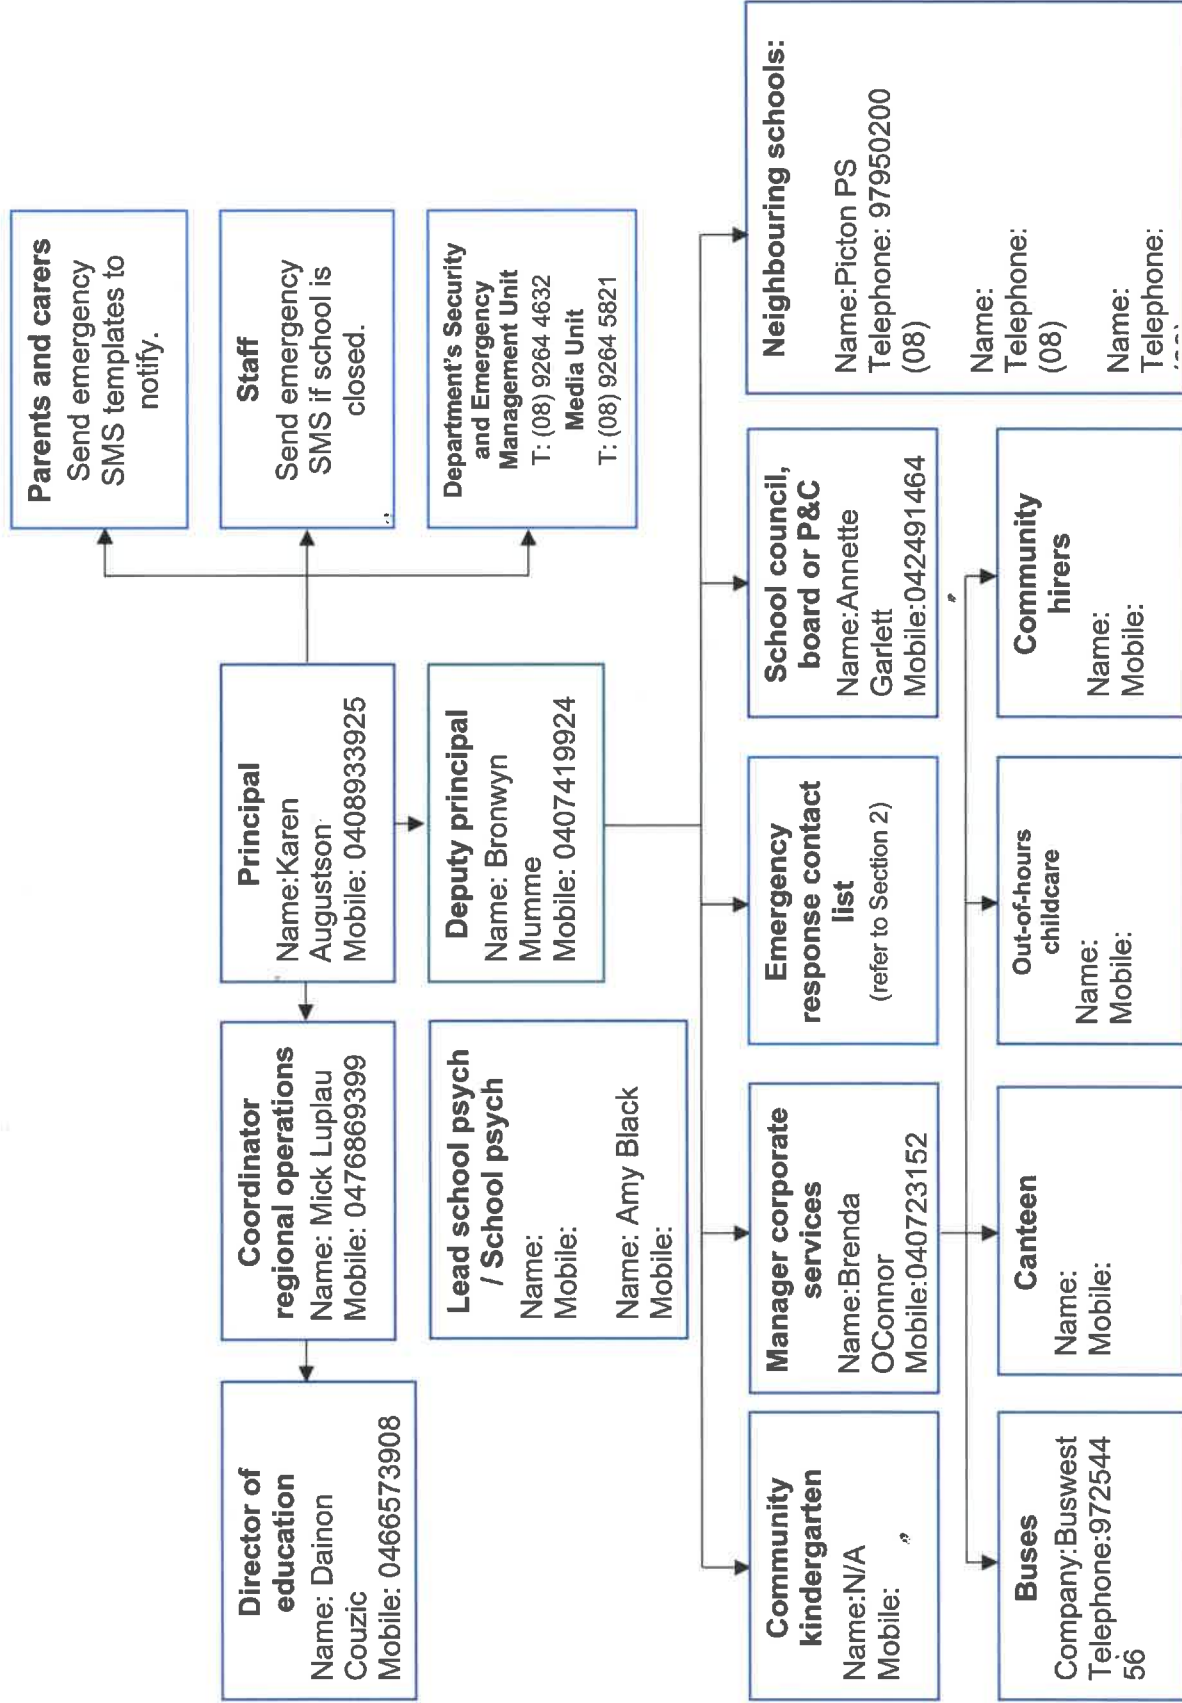 Parents and carers
Send emergency
SMS templates to
notify.
Director of
education
Name: Dainon
Couzic
Mobile: 0466573908
Coordinator
regional operations
Name: Mick Luplau
Mobile: 0476869399
Principal
Name:Karen
Augustson
Mobile: 0408933925
Staff
Send emergency
SMS if school is
closed.
Lead school psych
/ School psych
Name:
Mobile:
Name: Amy Black
Mobile:
Deputy principal
Name: Bronwyn
Mumme
Mobile: 0407419924
Department's Security
and Emergency
Management Unit
T: (08) 9264 4632
Media Unit
T: (08) 9264 5821
Community
kindergarten
Name:N/A
Mobile:
Manager corporate
services
Name:Brenda
OConnor
Mobile:040723152
Emergency
response contact
list
(refer to Section 2)
School council,
board or P&C
Name:Annette
Garlett
Mobile:042491464
Neighbouring schools:
Name:Picton PS
Telephone: 97950200
(08)
Name:
Telephone:
(08)
Name:
Telephone:
Buses
Company:Buswest
Telephone:972544
56
Canteen
Name:
Mobile:
Out-of-hours
childcare
Name:
Mobile:
Community
hirers
Name:
Mobile: